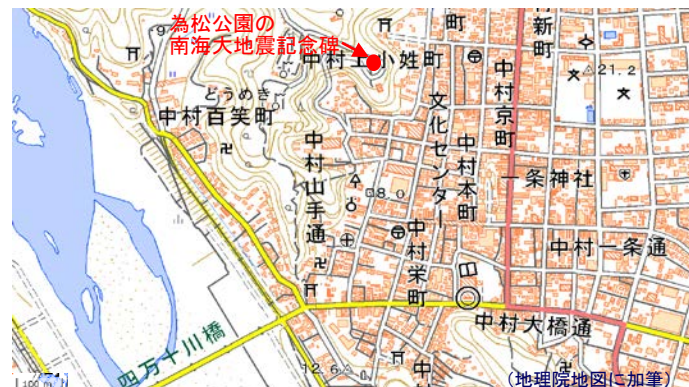 為松公園の
南海大地震記念碑
中村上小姓町
町
新町
21.2
9
どうめき
中村百笑町
50
中村京町
文化センター
中村本町
中村山手通
一条神社
8.0
中村栄町
中村一条通
中村大橋通
四万十川橋
12.6
中
100 m
(地理院地図に加筆)